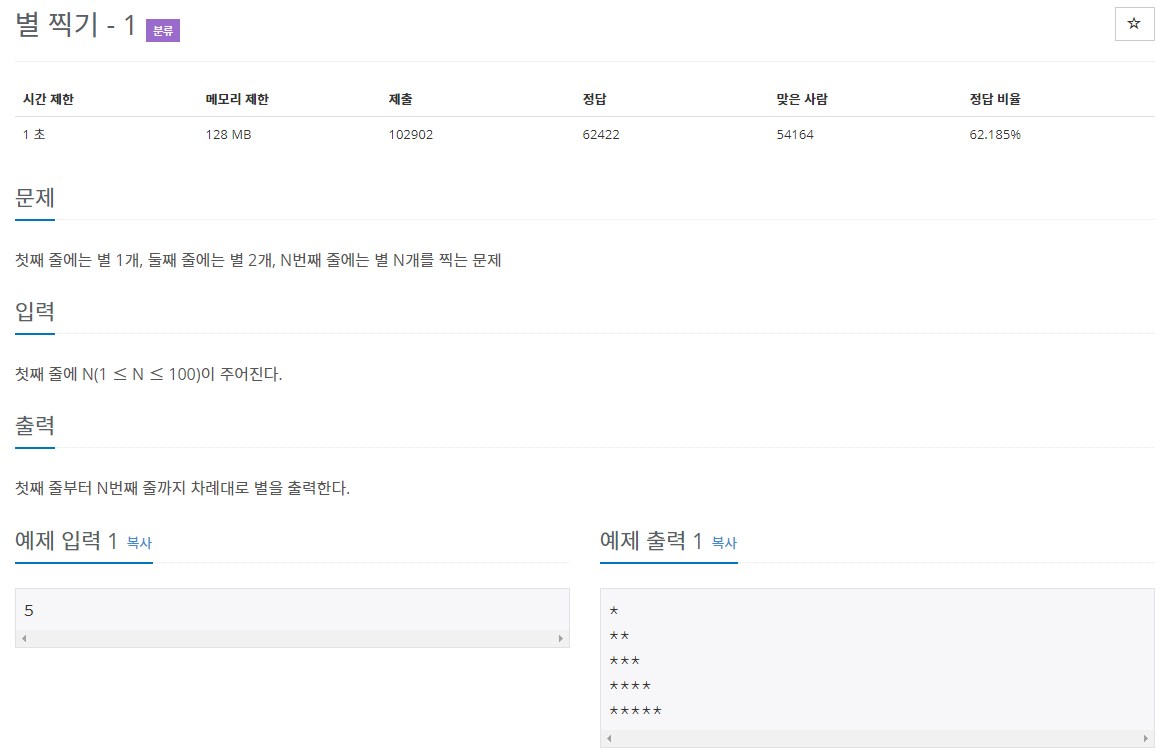 별 찍기 - 1 분류
☆
시간 제한 메모리 제한 제출 정답 맞은 사람 정답 비율
1 초 128 MB 102902 62422 54164 62.185%
문제
첫째 줄에는 별 1개, 둘째 줄에는 별 2개, N번째 줄에는 별 N개를 찍는 문제
입력
첫째 줄에 N(1 ≤ N ≤ 100)이 주어진다.
출력
첫째 줄부터 N번째 줄까지 차례대로 별을 출력한다.
예제 입력 1 복사
5
예제 출력 1 복사
*
**
***
****
*****